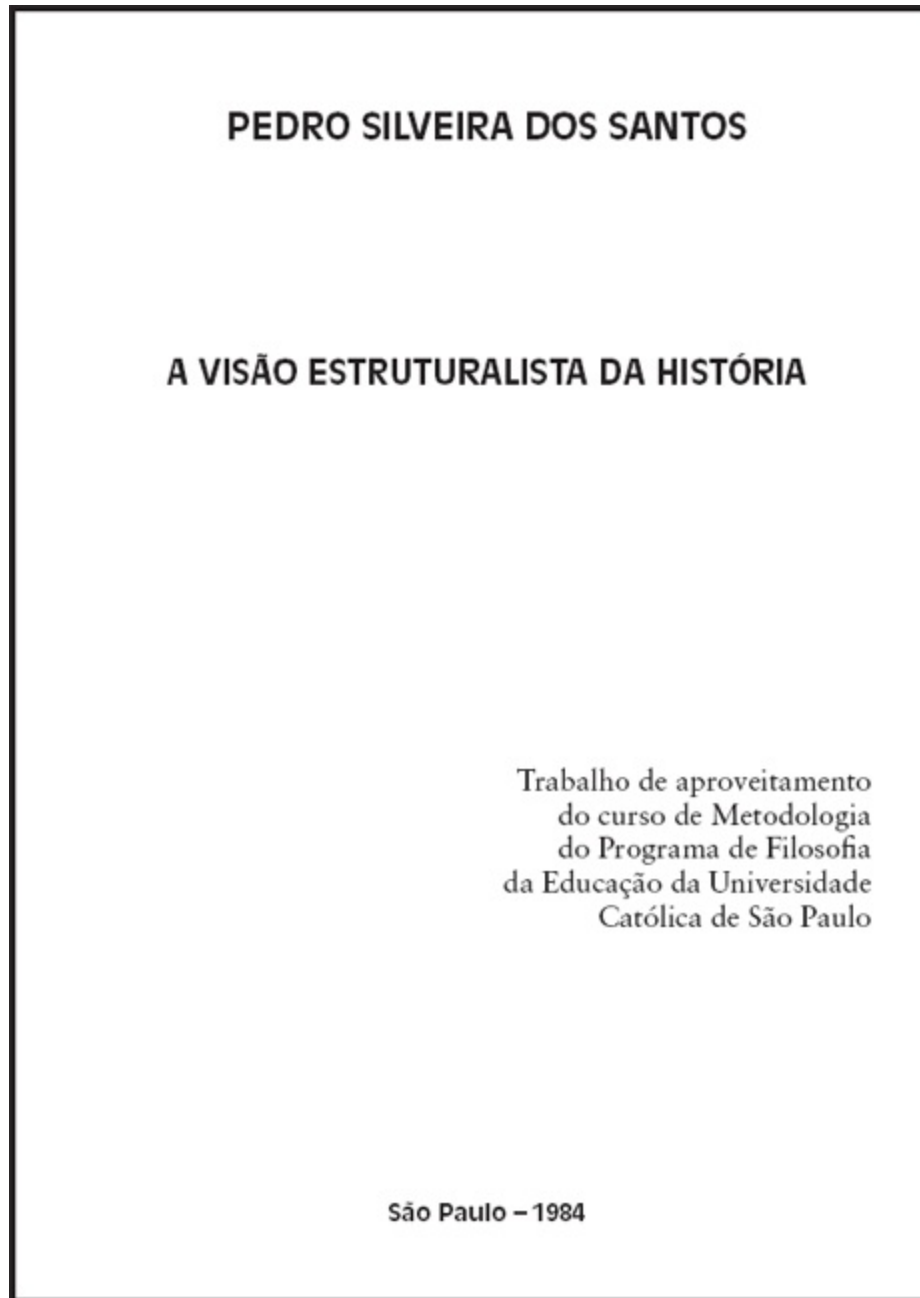 PEDRO SILVEIRA DOS SANTOS
A VISÃO ESTRUTURALISTA DA HISTÓRIA
Trabalho de aproveitamento
do curso de Metodologia
do Programa de Filosofia
da Educação da Universidade
Católica de São Paulo
São Paulo – 1984